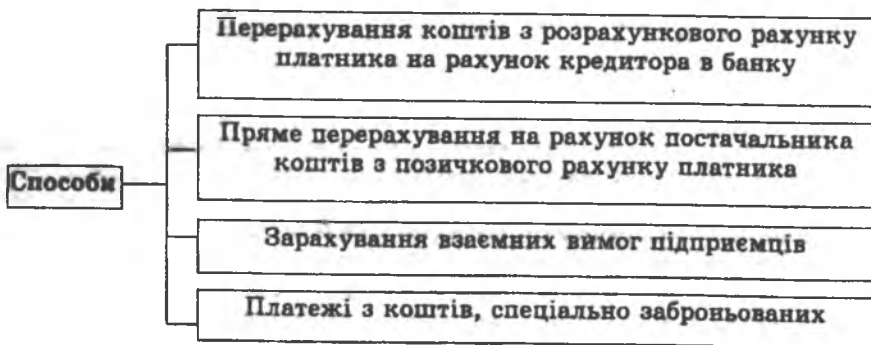 Перерахування коштів з розрахункового рахунку
платника на рахунок кредитора в банку
Пряме перерахування на рахунок постачальника
коштів з позичкового рахунку платника
Способи
Зарахування взаємних вимог підприємців
Платежі з коштів, спеціально заброньованих